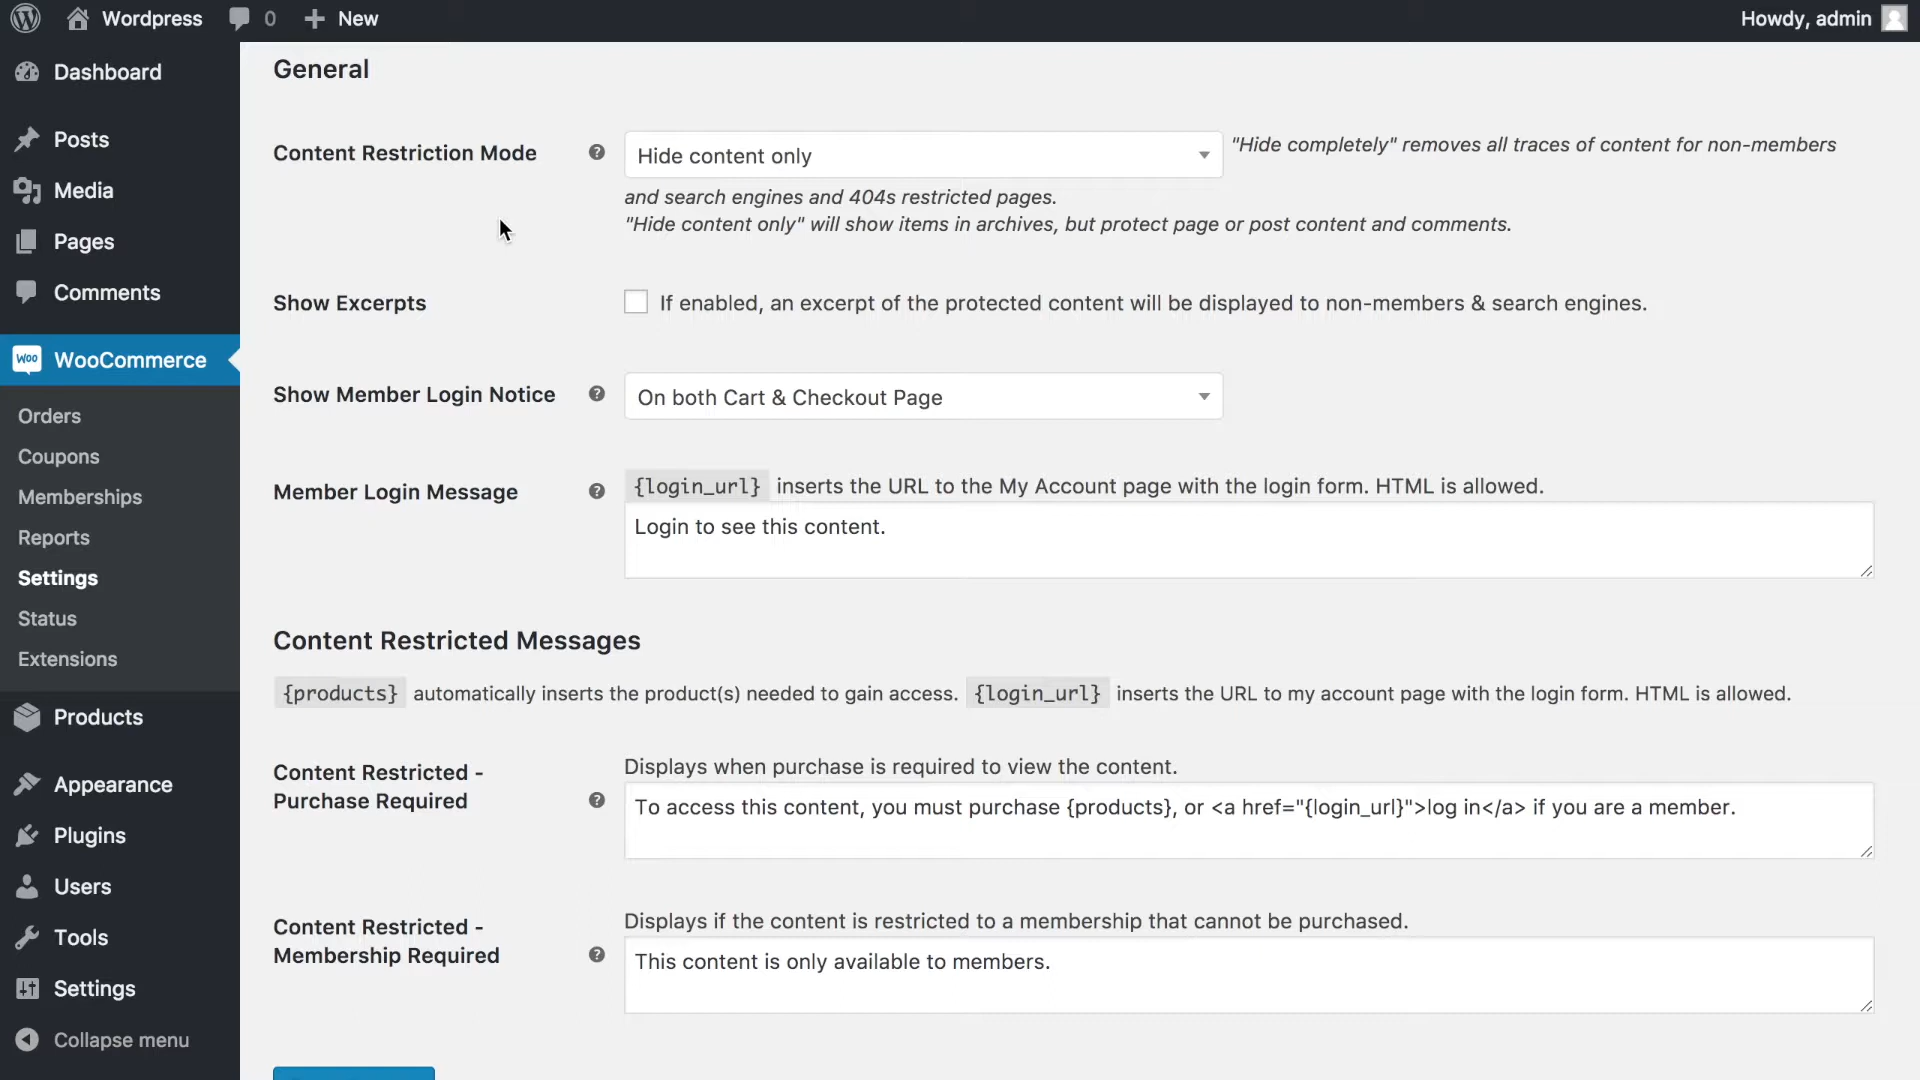 Wordpress 0 New Howdy, admin
Dashboard
Posts
Media
Pages
Comments
WOO WooCommerce
Orders
Coupons
Memberships
Reports
Settings
Status
Extensions
Products
Appearance
Plugins
Users
Tools
Settings
Collapse menu
General
Content Restriction Mode ? Hide content only "Hide completely" removes all traces of content for non-members
and search engines and 404s restricted pages.
"Hide content only" will show items in archives, but protect page or post content and comments.
Show Excerpts If enabled, an excerpt of the protected content will be displayed to non-members & search engines.
Show Member Login Notice ? On both Cart & Checkout Page
Member Login Message ? {login_url} inserts the URL to the My Account page with the login form. HTML is allowed.
Login to see this content.
Content Restricted Messages
{products} automatically inserts the product(s) needed to gain access. {login_url} inserts the URL to my account page with the login form. HTML is allowed.
Content Restricted -
Purchase Required ?
Displays when purchase is required to view the content.
To access this content, you must purchase {products}, or <a href="{login_url}">log in</a> if you are a member.
Content Restricted -
Membership Required ?
Displays if the content is restricted to a membership that cannot be purchased.
This content is only available to members.